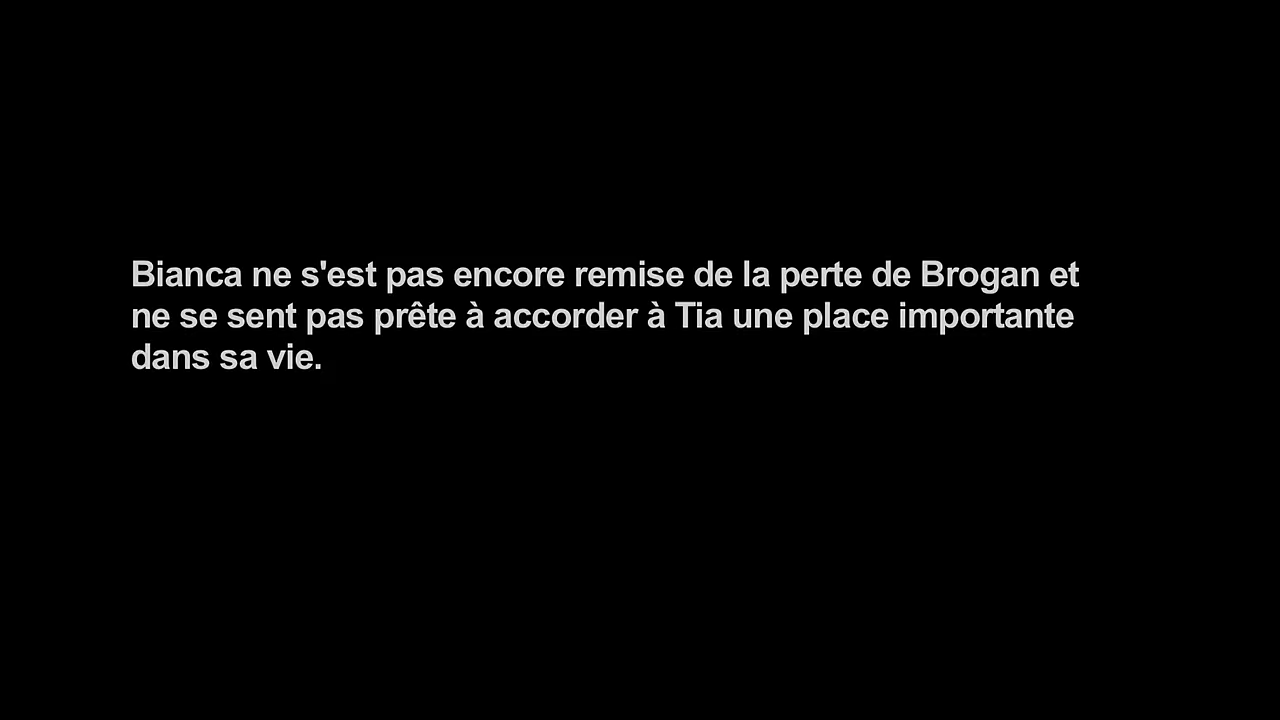 Bianca ne s'est pas encore remise de la perte de Brogan et
ne se sent pas prête à accorder à Tia une place importante
dans sa vie.